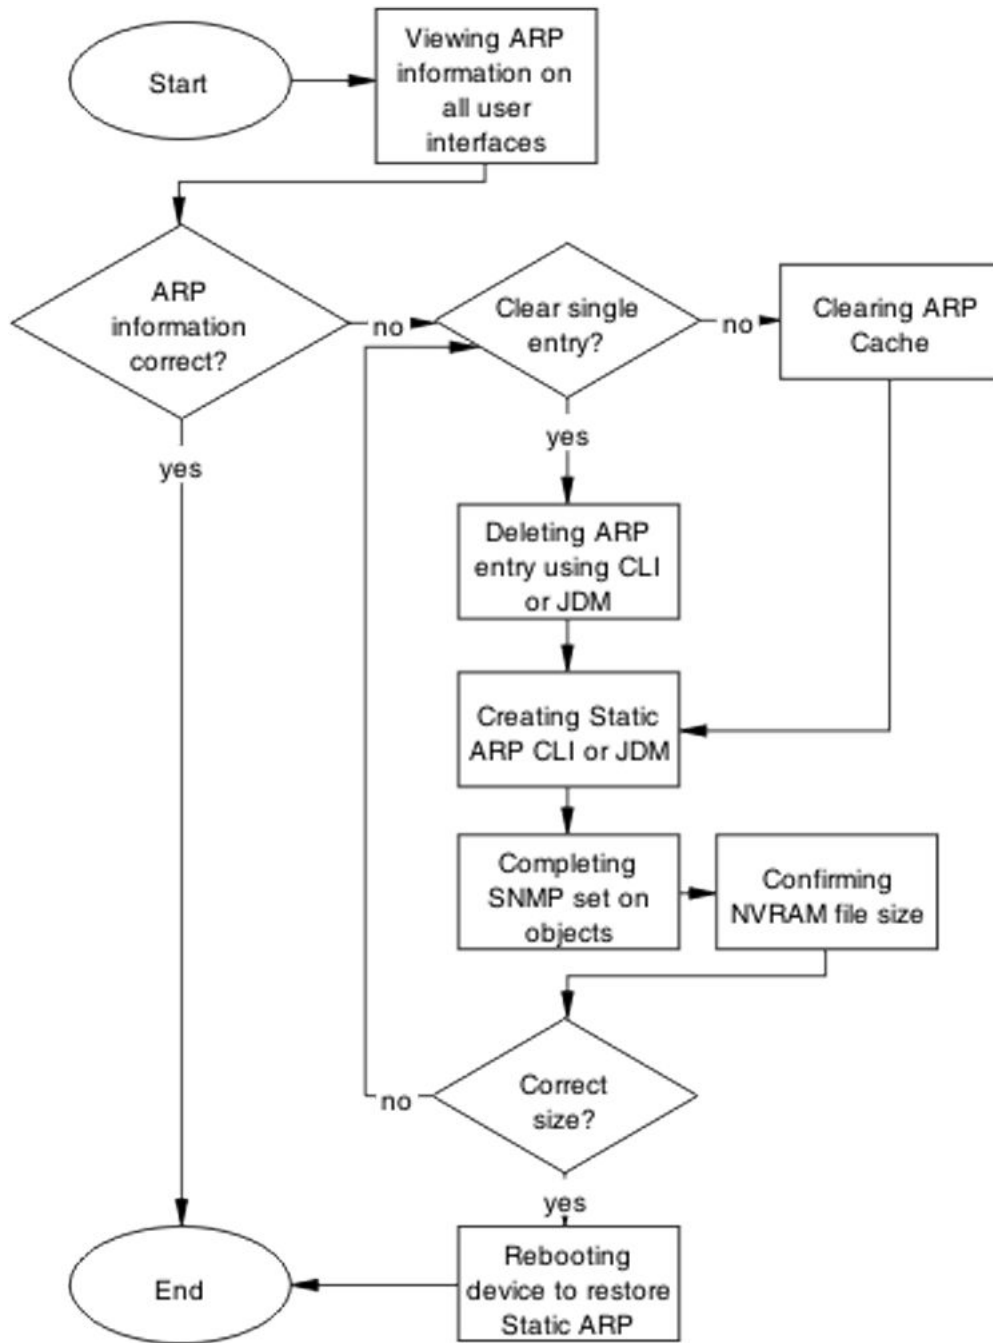 Start
Viewing ARP
information on
all user
interfaces
ARP
information
correct?
no
Clear single
entry?
no
Clearing ARP
Cache
yes
yes
Deleting ARP
entry using CLI
or JDM
Creating Static
ARP CLI or JDM
Completing
SNMP set on
objects
Confirming
NVRAM file size
Correct
size?
no
yes
Rebooting
device to restore
Static ARP
End